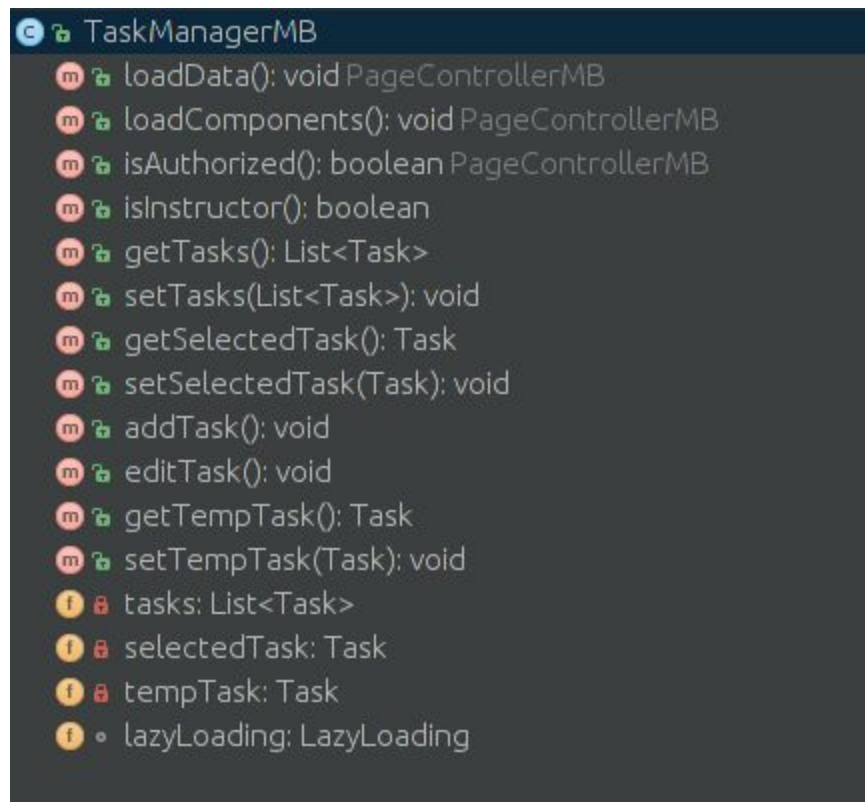 C TaskManagerMB
m loadData(): void PageControllerMB
m loadComponents(): void PageControllerMB
m isAuthorized(): boolean PageControllerMB
m isInstructor(): boolean
m getTasks(): List<Task>
m setTasks(List<Task>): void
m getSelectedTask(): Task
m setSelectedTask(Task): void
m addTask(): void
m editTask(): void
m getTempTask(): Task
m setTempTask(Task): void
f tasks: List<Task>
f selectedTask: Task
f tempTask: Task
f lazyLoading: LazyLoading